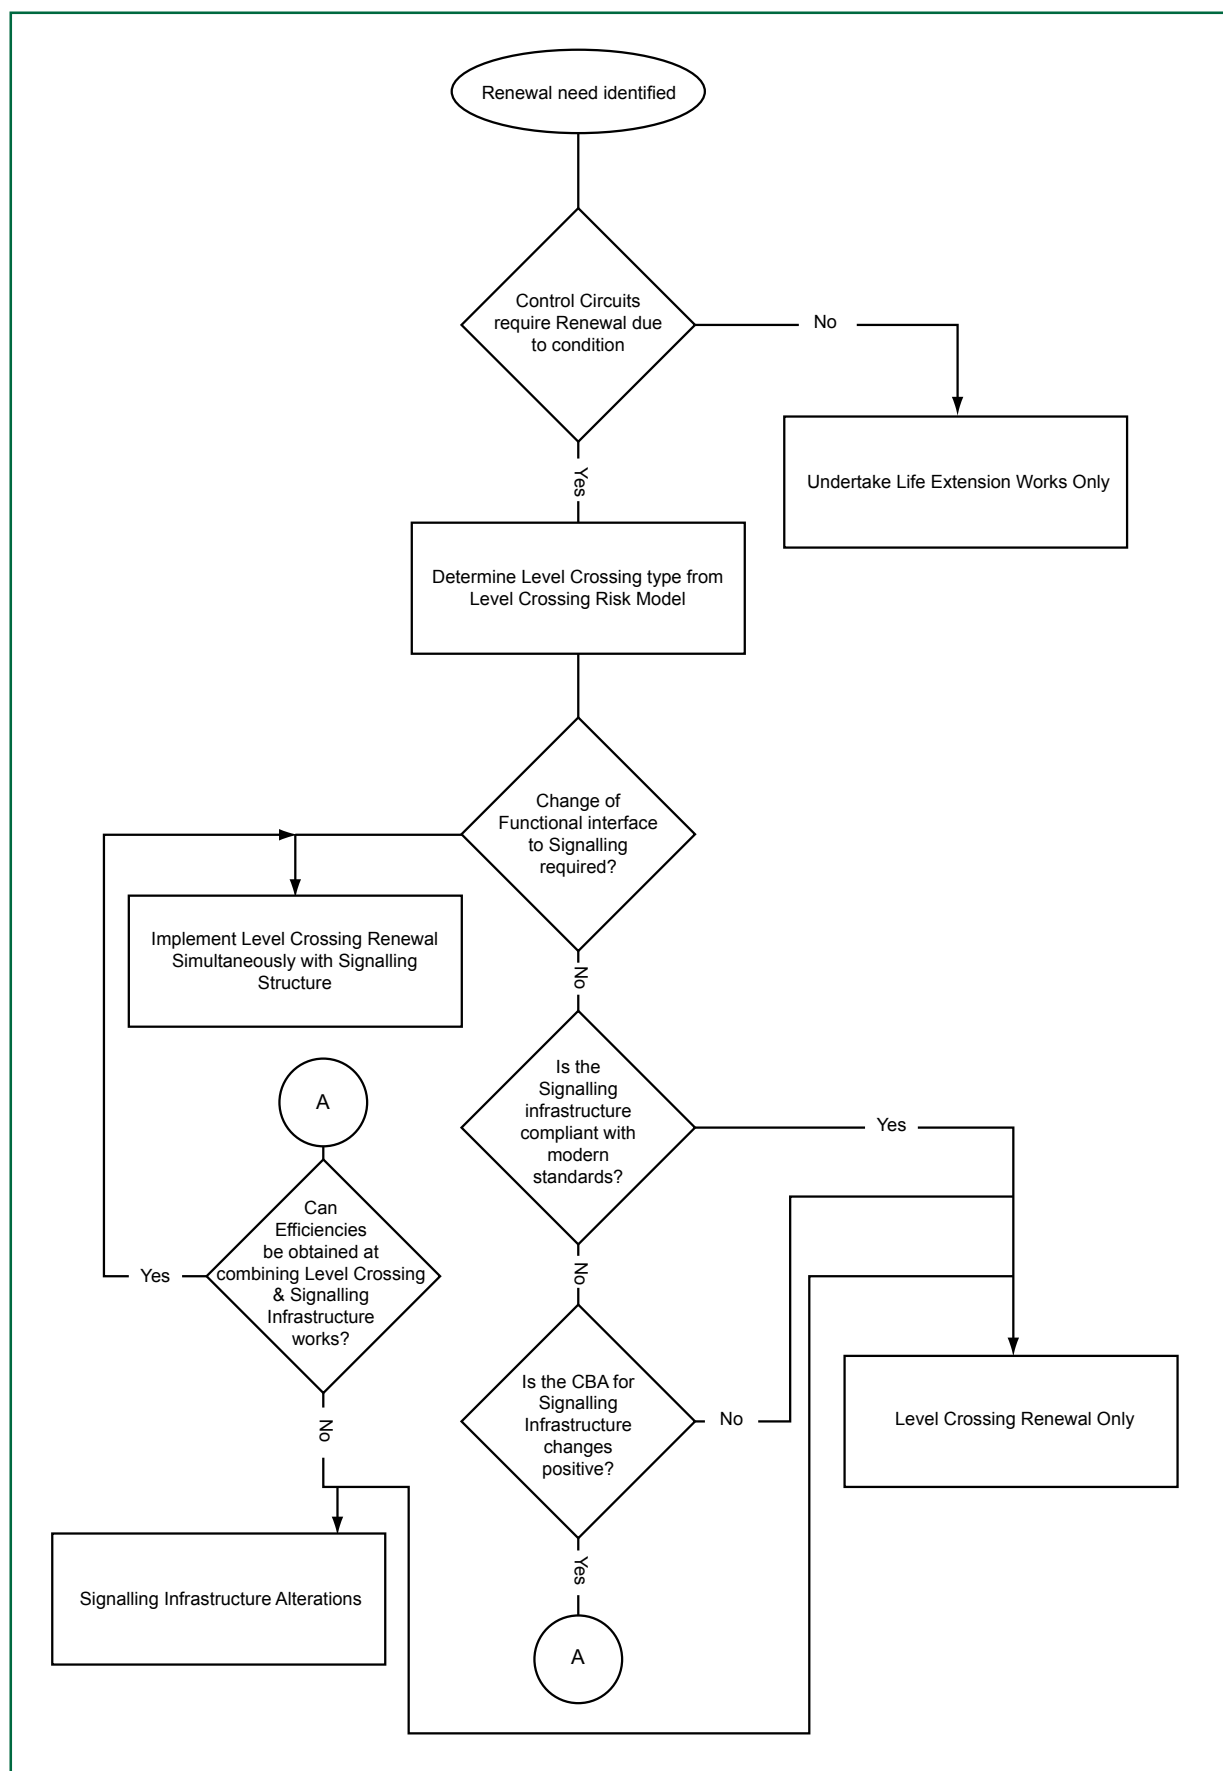 Renewal need identified
Control Circuits
require Renewal due
to condition
No
Undertake Life Extension Works Only
Yes
Determine Level Crossing type from
Level Crossing Risk Model
Change of
Functional interface
to Signalling
required?
Implement Level Crossing Renewal
Simultaneously with Signalling
Structure
No
Is the
Signalling
infrastructure
compliant with
modern
standards?
Yes
A
Can
Efficiencies
be obtained at
combining Level Crossing
& Signalling
Infrastructure
works?
Yes
No
No
Is the CBA for
Signalling
Infrastructure
changes
positive?
No
Level Crossing Renewal Only
Signalling Infrastructure Alterations
Yes
A